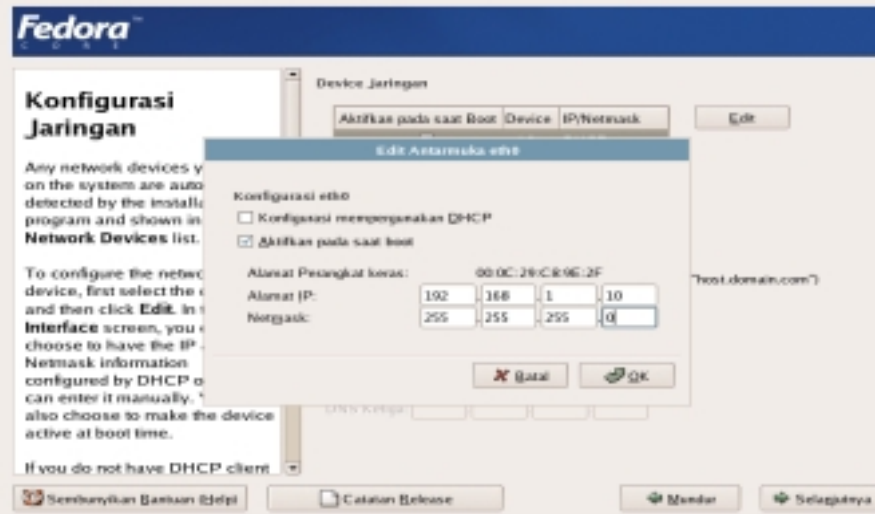 Fedora™
CORE
Konfigurasi
Jaringan
Any network devices y
on the system are auto
detected by the installa
program and shown in
Network Devices list.
To configure the netwo
device, first select the
and then click Edit. In
Interface screen, you
choose to have the IP
Netmask information
configured by DHCP o
can enter it manually.
also choose to make the device
active at boot time.
If you do not have DHCP client
Device Jaringan
Aktifkan pada saat Boot Device IP/Netmask
Edit
Edit Antarmuka eth0
Konfigurasi eth0
Konfigurasi mempergunakan DHCP
Aktifkan pada saat boot
Alamat Perangkat keras: 00:0C:29:C8:9E:2F
Alamat IP: 192 . 168 . 1 . 10
Netmask: 255 . 255 . 255 . 0
Batal
OK
"host.domain.com")
DNS Ketiga:
Sembunyikan Bantuan (Help)
Catatan Release
Mundur
Selanjutnya